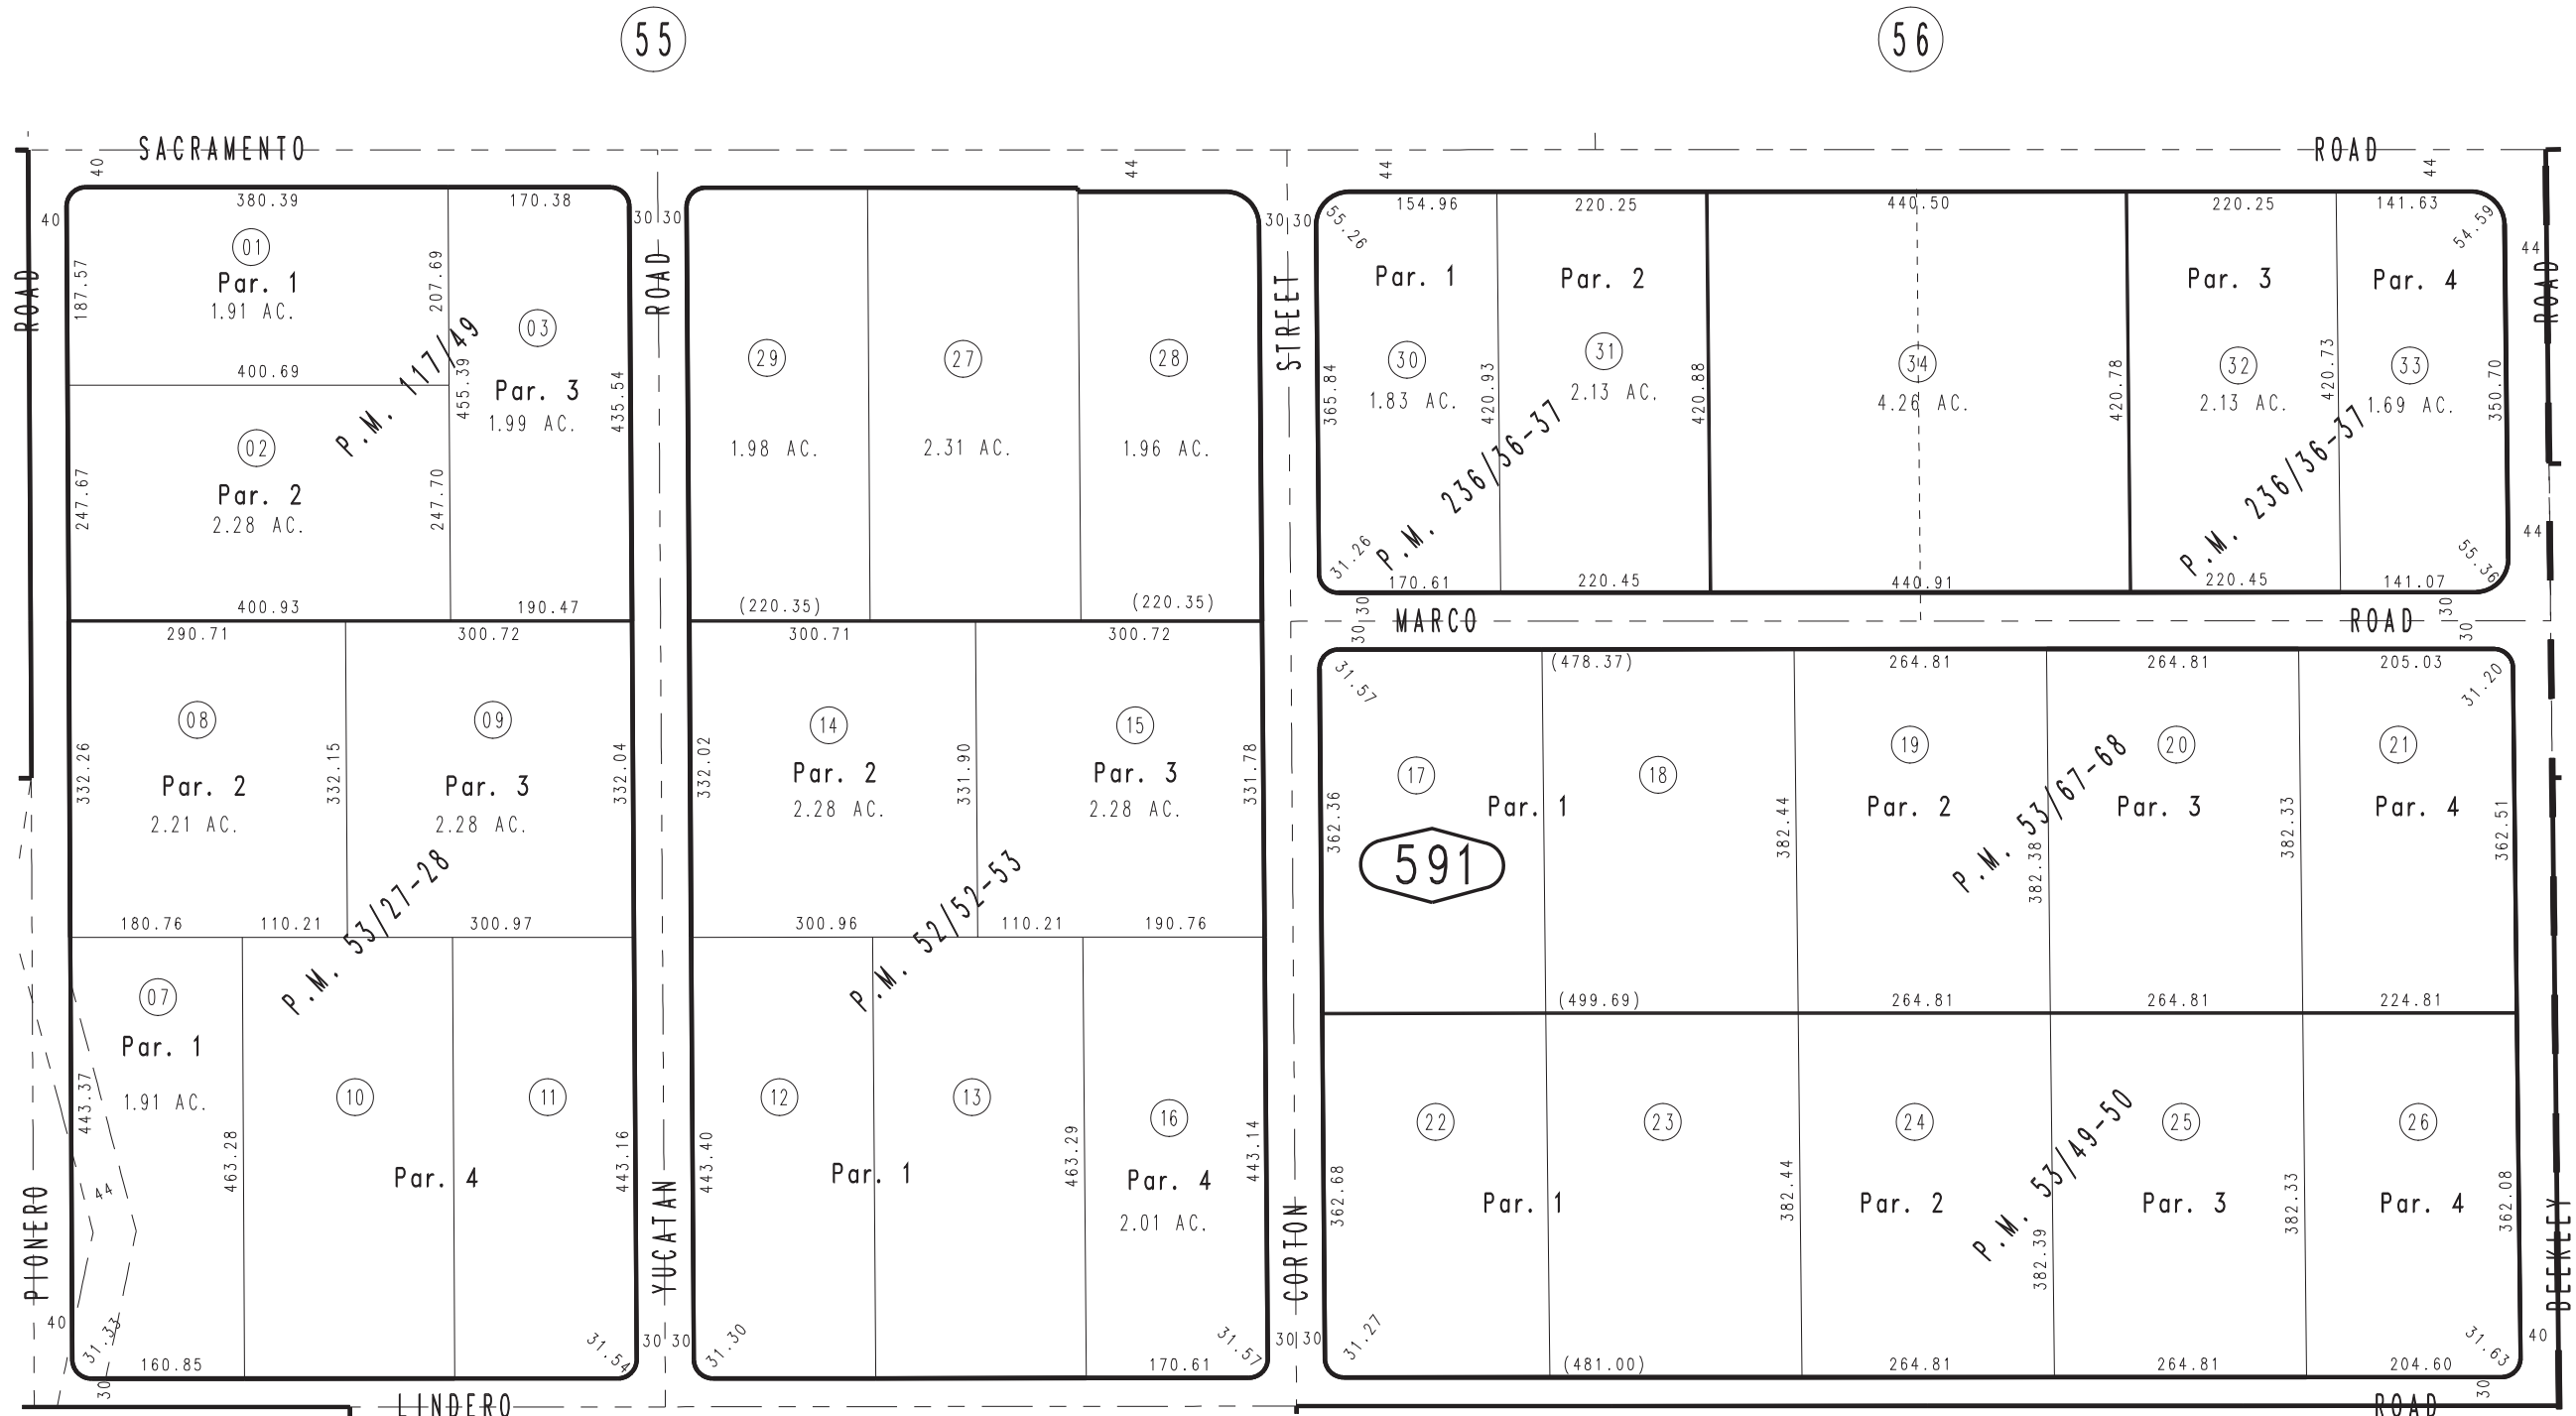 55
56
SACRAMENTO
ROAD
40
44
44
44
40
380.39
170.38
30 30
30 30
154.96
220.25
440.50
220.25
141.63
55.26
54.59
44
ROAD
187.57
01
Par. 1
1.91 AC.
207.69
03
Par. 3
1.99 AC.
455.39
435.54
400.69
P.M. 117/49
02
Par. 2
2.28 AC.
247.67
247.70
400.93
190.47
ROAD
29
1.98 AC.
27
2.31 AC.
28
1.96 AC.
(220.35)
(220.35)
STREET
365.84
Par. 1
30
1.83 AC.
420.93
Par. 2
31
2.13 AC.
420.88
34
4.26 AC.
420.78
Par. 3
32
2.13 AC.
420.73
Par. 4
33
1.69 AC.
350.70
ROAD
P.M. 236/36-37
P.M. 236/36-37
44
31.26
170.61
220.45
440.91
220.45
141.07
55.36
30
30
MARCO
ROAD
30
30
290.71
300.72
300.71
300.72
31.57
(478.37)
264.81
264.81
205.03
31.20
332.26
08
Par. 2
2.21 AC.
332.15
09
Par. 3
2.28 AC.
332.04
332.02
14
Par. 2
2.28 AC.
331.90
15
Par. 3
2.28 AC.
331.78
362.36
17
Par. 1
18
382.44
19
Par. 2
382.38
20
Par. 3
382.33
21
Par. 4
362.51
591
P.M. 53/67-68
180.76
110.21
300.97
P.M. 53/27-28
300.96
110.21
190.76
P.M. 52/52-53
(499.69)
264.81
264.81
224.81
07
Par. 1
1.91 AC.
443.37
463.28
10
Par. 4
11
443.16
443.40
12
Par. 1
13
463.29
16
Par. 4
2.01 AC.
443.14
362.68
22
Par. 1
23
382.44
24
Par. 2
382.39
25
Par. 3
382.33
26
Par. 4
362.08
P.M. 53/49-50
44
PIONERO
YUCATAN
CORTON
40
31.33
160.85
31.54
30 30
31.30
170.61
31.57
30 30
31.27
(481.00)
264.81
264.81
204.60
31.63
40
30
LINDERO
ROAD
30